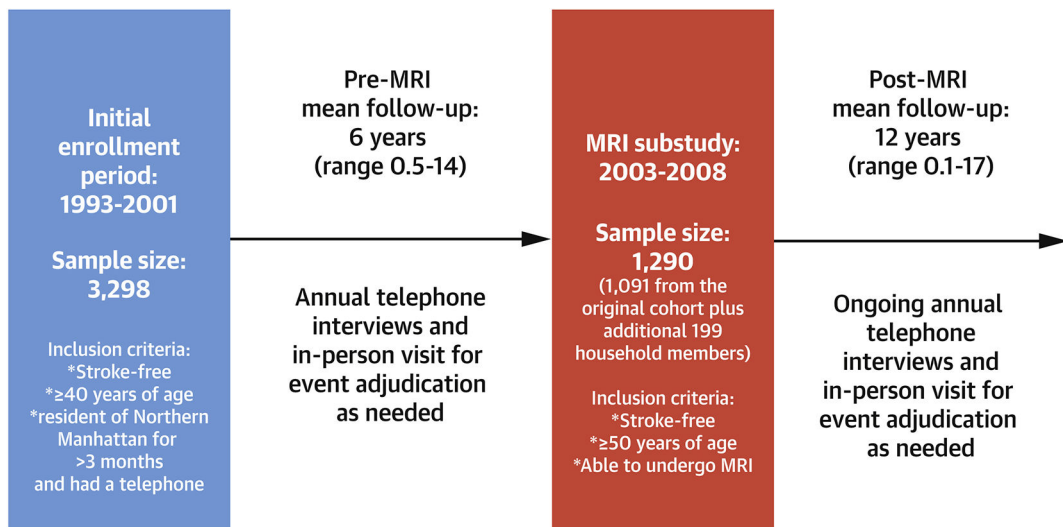 Initial
enrollment
period:
1993-2001
Sample size:
3,298
Inclusion criteria:
*Stroke-free
*≥40 years of age
*resident of Northern
Manhattan for
>3 months
and had a telephone
Pre-MRI
mean follow-up:
6 years
(range 0.5-14)
Annual telephone
interviews and
in-person visit for
event adjudication
as needed
MRI substudy:
2003-2008
Sample size:
1,290
(1,091 from the
original cohort plus
additional 199
household members)
Inclusion criteria:
*Stroke-free
*≥50 years of age
*Able to undergo MRI
Post-MRI
mean follow-up:
12 years
(range 0.1-17)
Ongoing annual
telephone
interviews and
in-person visit for
event adjudication
as needed